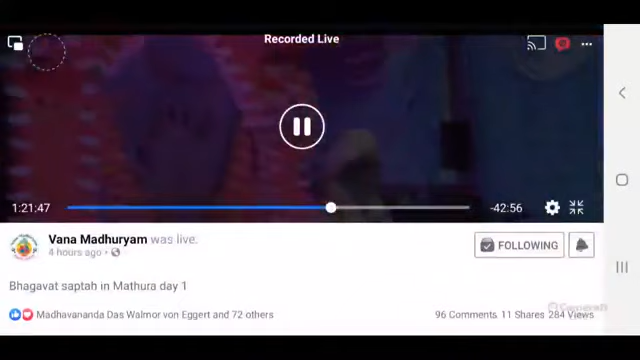 Recorded Live
1:21:47
-42:56
Vana Madhuryam was live.
4 hours ago
FOLLOWING
Bhagavat saptah in Mathura day 1
Madhavananda Das Walmor von Eggert and 72 others
96 Comments 11 Shares 284 Views